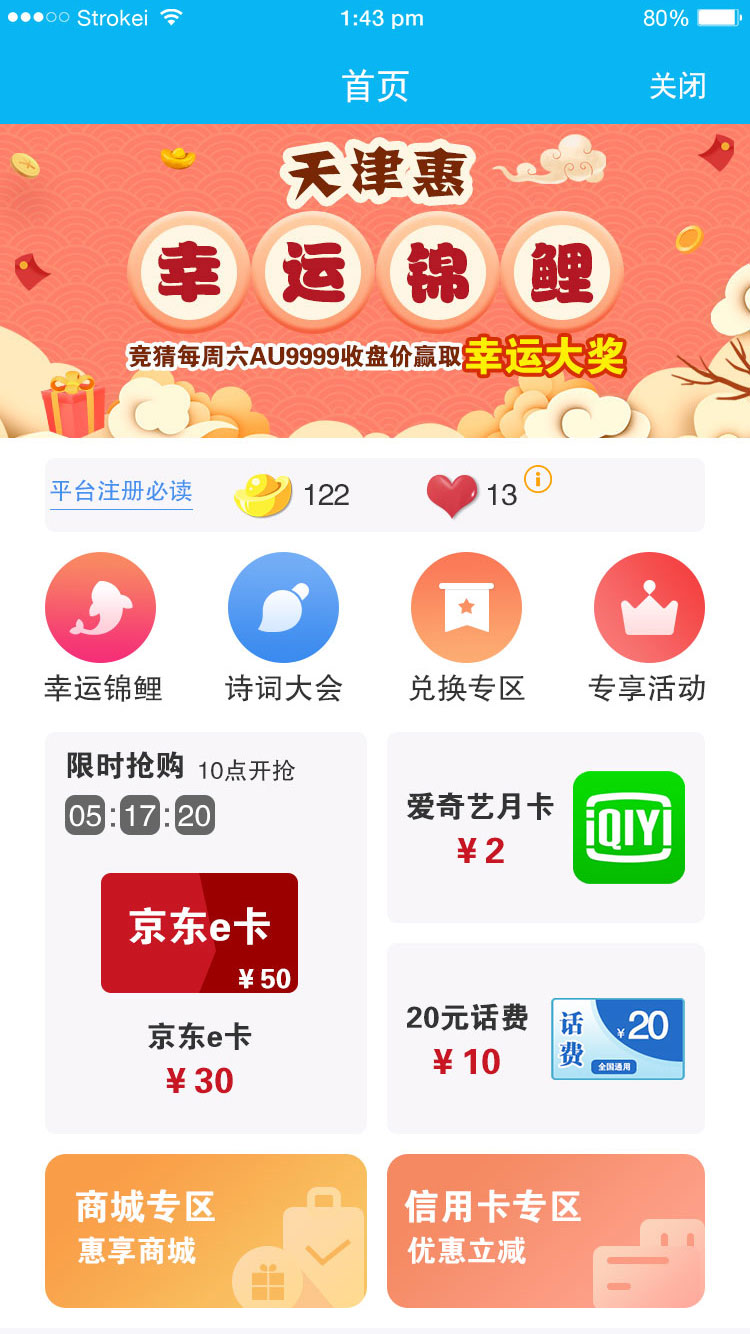 Strokei
1:43 pm
80%
首页
关闭
天津惠
幸运锦鲤
竞猜每周六AU9999收盘价赢取幸运大奖
平台注册必读
122
13
幸运锦鲤
诗词大会
兑换专区
专享活动
限时抢购 10点开抢
05:17:20
京东e卡
¥50
京东e卡
¥30
爱奇艺月卡
¥2
iQIYI
20元话费
¥10
话费
¥20
全国通用
商城专区
惠享商城
信用卡专区
优惠立减